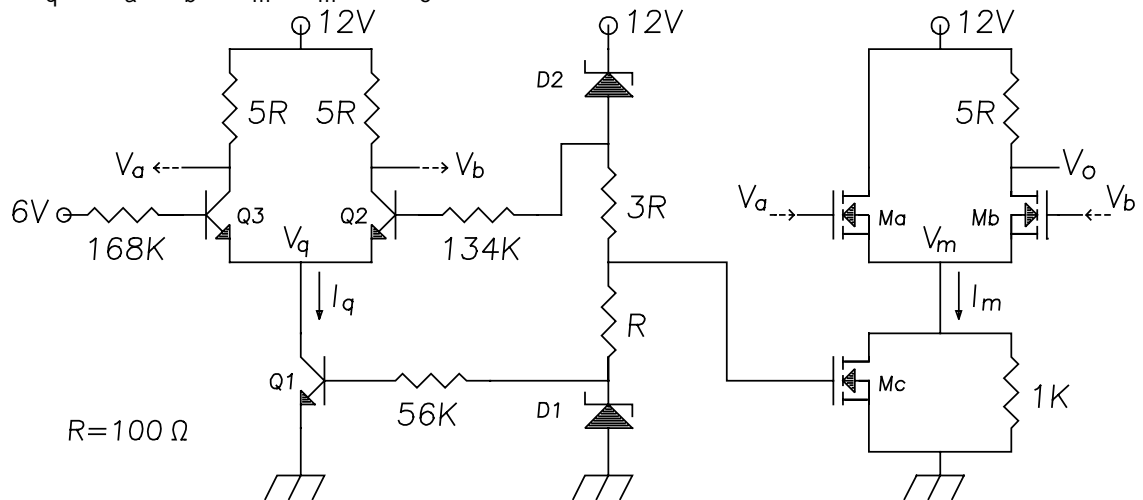 12V 12V 12V
D2
5R 5R 5R
Va Vb Vo
3R
6V Q3 Q2 Va Ma Mb Vb
168K Vq 134K Vm
Iq Im
R
Q1 Mc
56K D1 1K
R=100 Ω